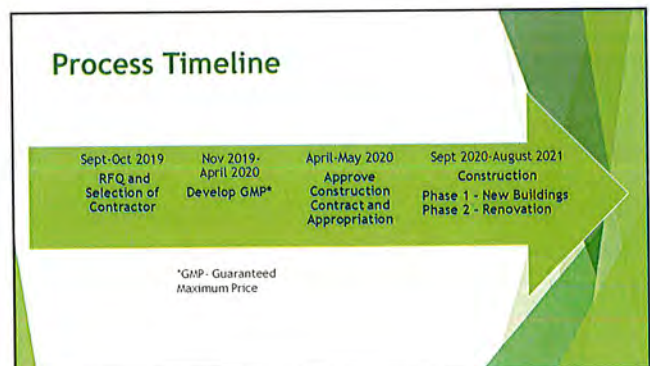 Process Timeline
Sept-Oct 2019
RFQ and
Selection of
Contractor
Nov 2019-
April 2020
Develop GMP*
April-May 2020
Approve
Construction
Contract and
Appropriation
Sept 2020-August 2021
Construction
Phase 1 - New Buildings
Phase 2 - Renovation
*GMP- Guaranteed
Maximum Price